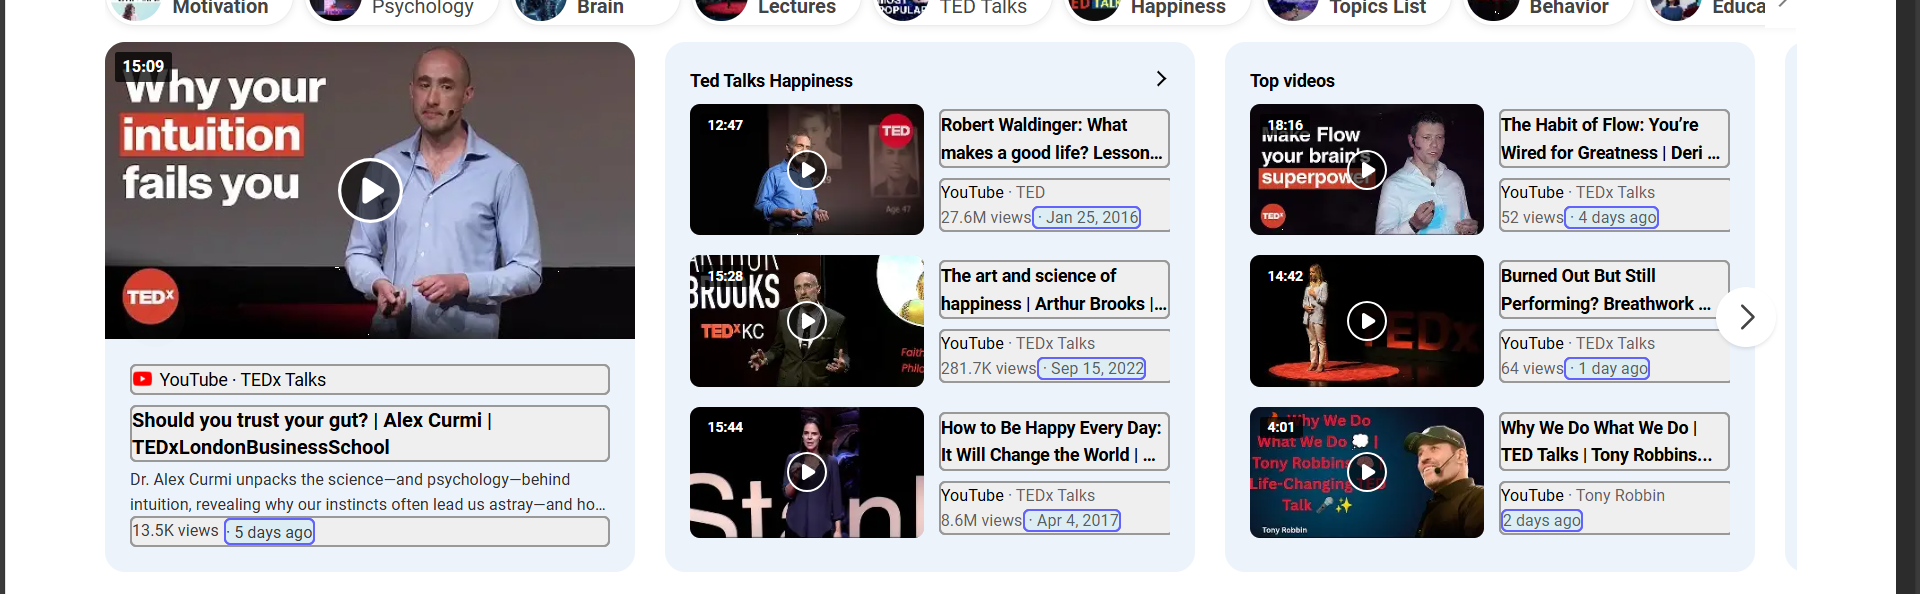 Motivation
Psychology
Brain
Lectures
TED Talks
Happiness
Topics List
Behavior
Educa
15:09
Why your
intuition
fails you
TEDx
YouTube · TEDx Talks
Should you trust your gut? | Alex Curmi |
TEDxLondonBusinessSchool
Dr. Alex Curmi unpacks the science—and psychology—behind
intuition, revealing why our instincts often lead us astray—and ho...
13.5K views · 5 days ago
Ted Talks Happiness
12:47
TED
Age 47
Robert Waldinger: What
makes a good life? Lesson...
YouTube · TED
27.6M views · Jan 25, 2016
15:28
ARTHUR
BROOKS
TEDxKC
Faith
Philo
The art and science of
happiness | Arthur Brooks |...
YouTube · TEDx Talks
281.7K views · Sep 15, 2022
15:44
Stanf
How to Be Happy Every Day:
It Will Change the World | ...
YouTube · TEDx Talks
8.6M views · Apr 4, 2017
Top videos
18:16
Make Flow
your brain's
superpower
TEDx
The Habit of Flow: You're
Wired for Greatness | Deri ...
YouTube · TEDx Talks
52 views · 4 days ago
14:42
TEDx
Burned Out But Still
Performing? Breathwork ...
YouTube · TEDx Talks
64 views · 1 day ago
4:01
Why We Do
What We Do 💭 |
Tony Robbins
Life-Changing TED
Talk 🎤✨
Tony Robbin
Why We Do What We Do |
TED Talks | Tony Robbins...
YouTube · Tony Robbin
2 days ago